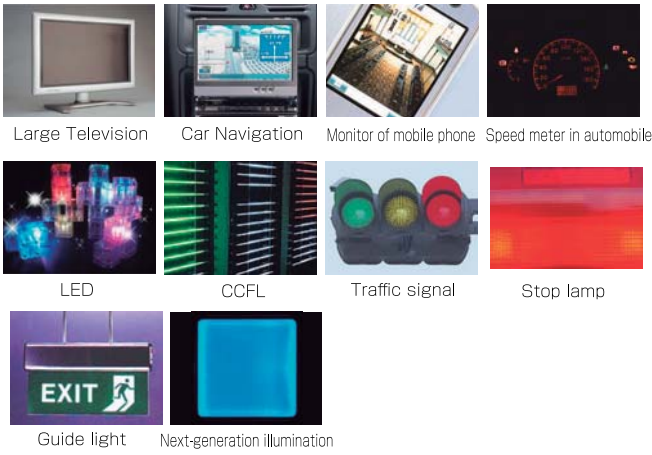 Large Television
Car Navigation
Monitor of mobile phone
Speed meter in automobile
LED
CCFL
Traffic signal
Stop lamp
EXIT
Guide light
Next-generation illumination